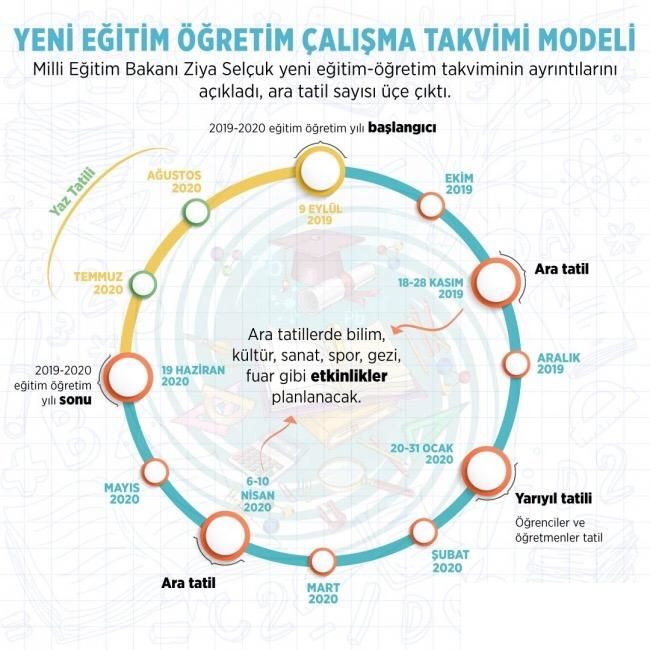 YENİ EĞİTİM ÖĞRETİM ÇALIŞMA TAKVİMİ MODELİ
Milli Eğitim Bakanı Ziya Selçuk yeni eğitim-öğretim takviminin ayrıntılarını
açıkladı, ara tatil sayısı üçe çıktı.
2019-2020 eğitim öğretim yılı başlangıcı
9 EYLÜL
2019
EKİM
2019
Ara tatil
18-28 KASIM
2019
ARALIK
2019
20-31 OCAK
2020
Yarıyıl tatili
Öğrenciler ve
öğretmenler tatil
ŞUBAT
2020
MART
2020
6-10
NİSAN
2020
Ara tatil
MAYIS
2020
19 HAZİRAN
2020
2019-2020
eğitim öğretim
yılı sonu
TEMMUZ
2020
AĞUSTOS
2020
Yaz Tatili
Ara tatillerde bilim,
kültür, sanat, spor, gezi,
fuar gibi etkinlikler
planlanacak.